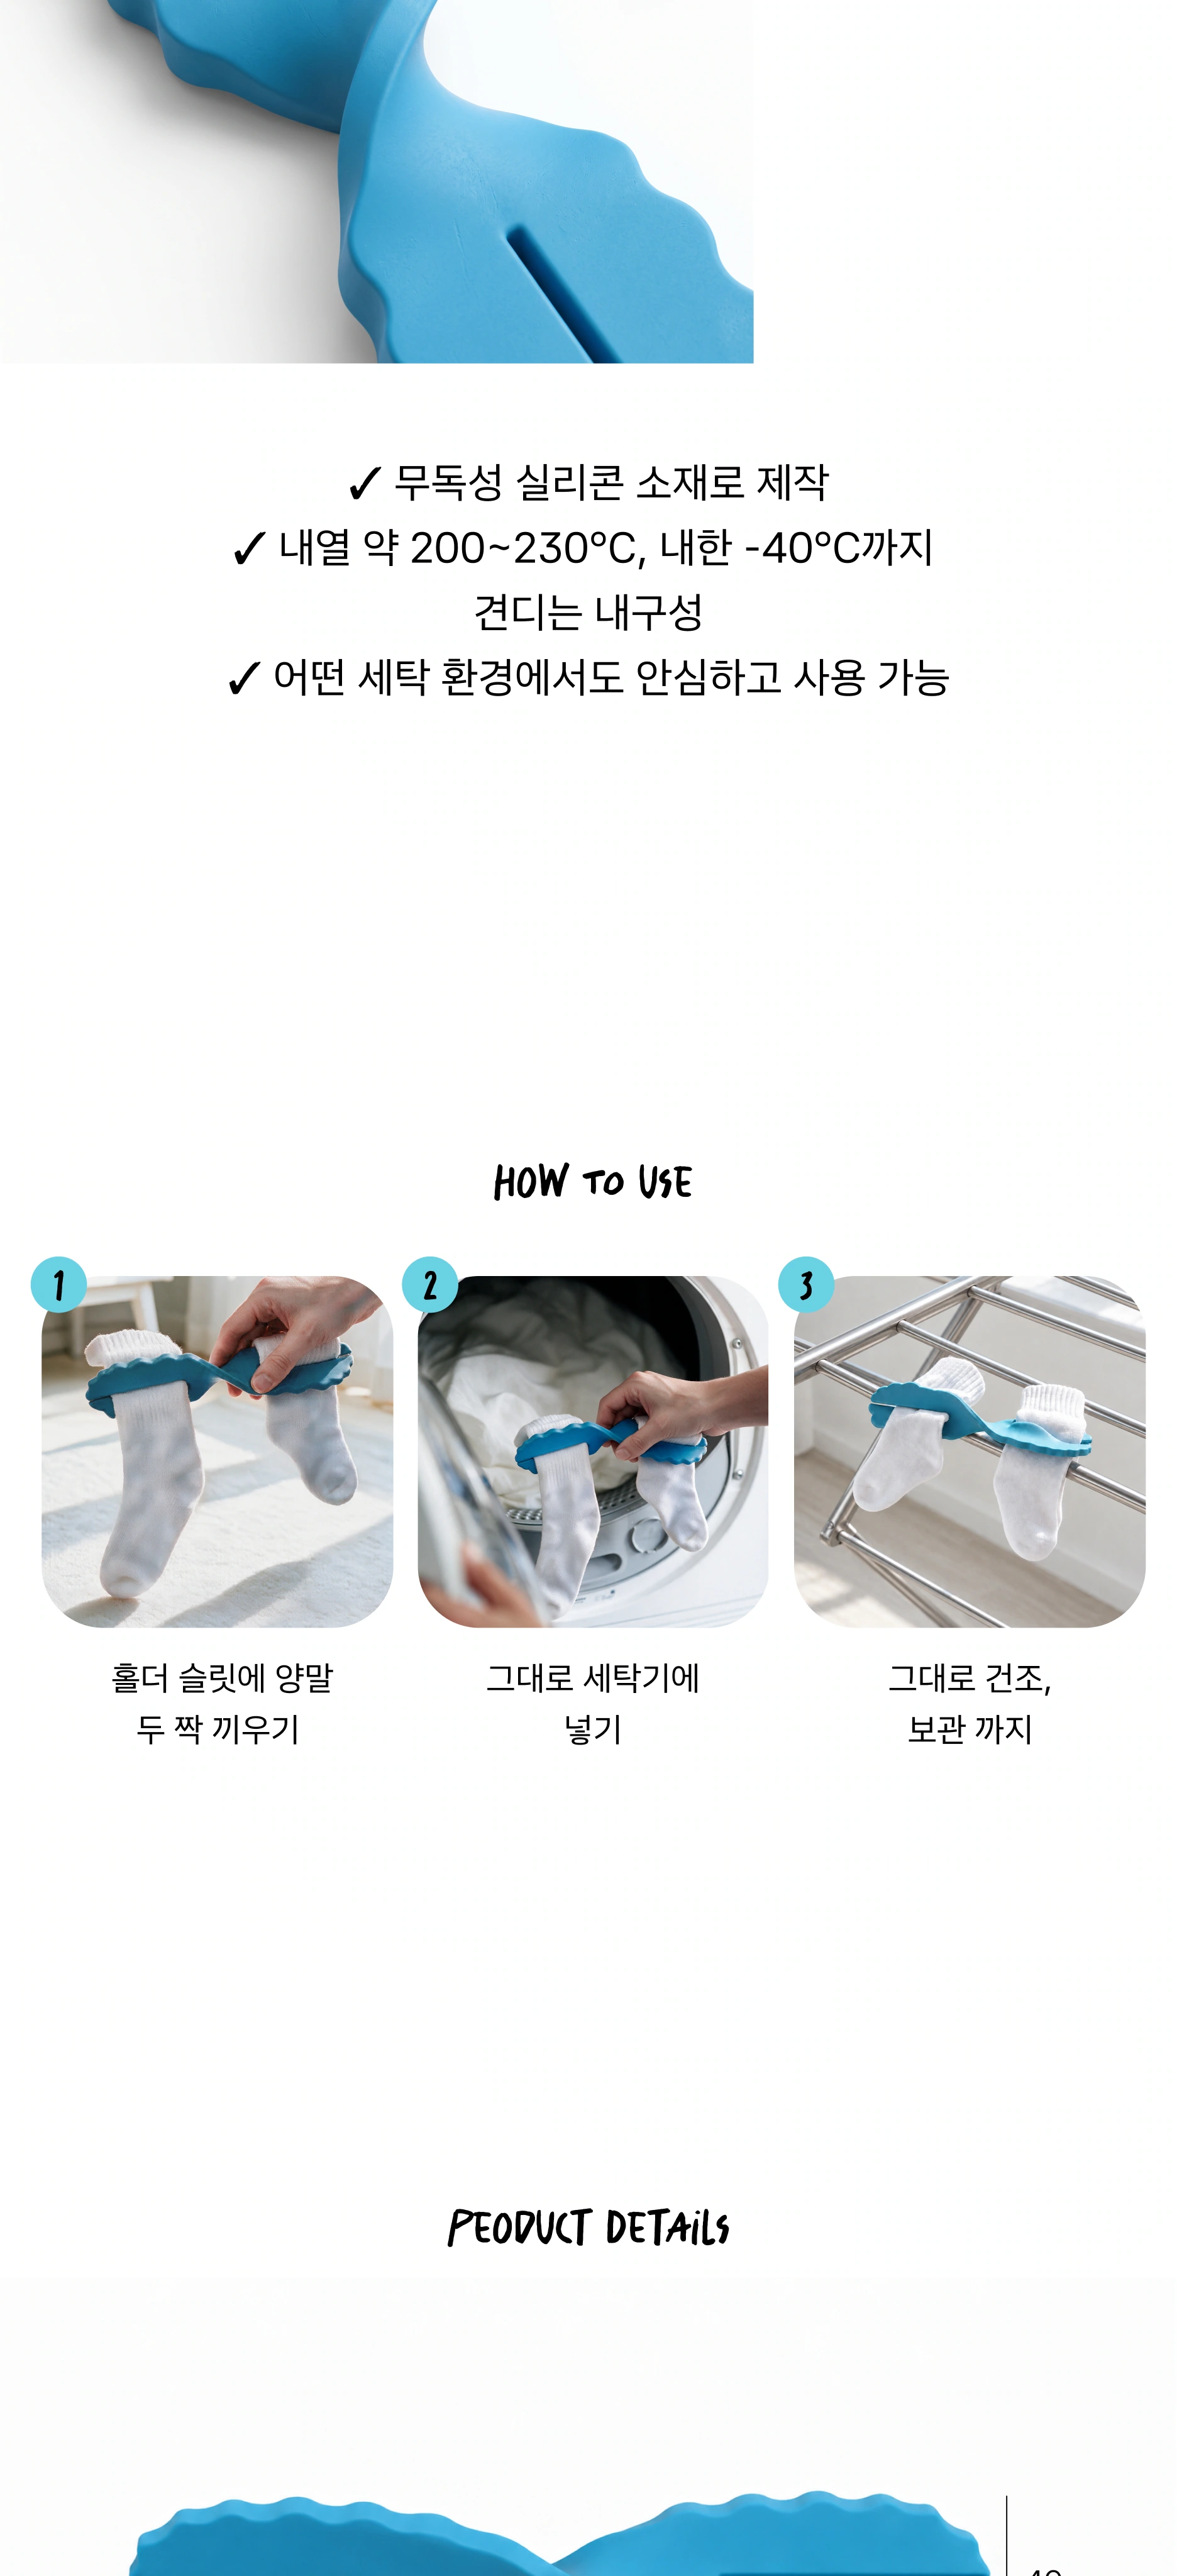 ✓ 무독성 실리콘 소재로 제작
✓ 내열 약 200~230°C, 내한 -40°C까지
견디는 내구성
✓ 어떤 세탁 환경에서도 안심하고 사용 가능
HOW TO USE
1
2
3
홀더 슬릿에 양말
두 짝 끼우기
그대로 세탁기에
넣기
그대로 건조,
보관 까지
PEODUCT DETAiLS